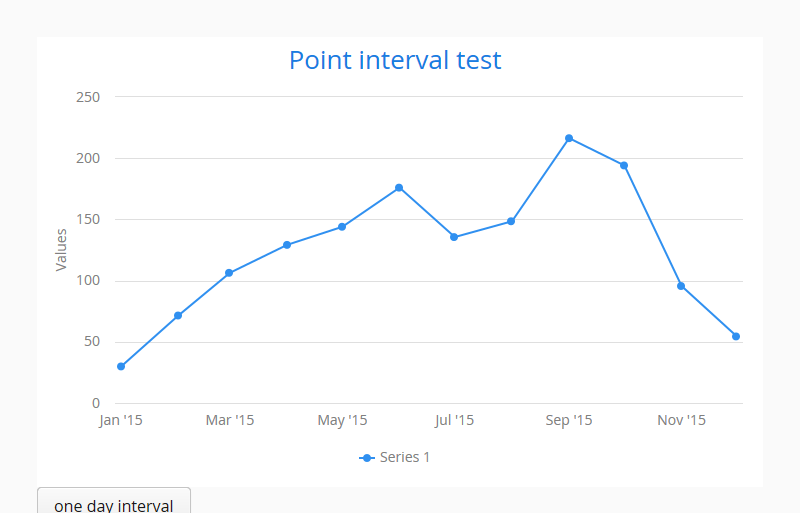 Point interval test
250
200
150
100
50
0
Values
Jan '15 Mar '15 May '15 Jul '15 Sep '15 Nov '15
Series 1
one day interval